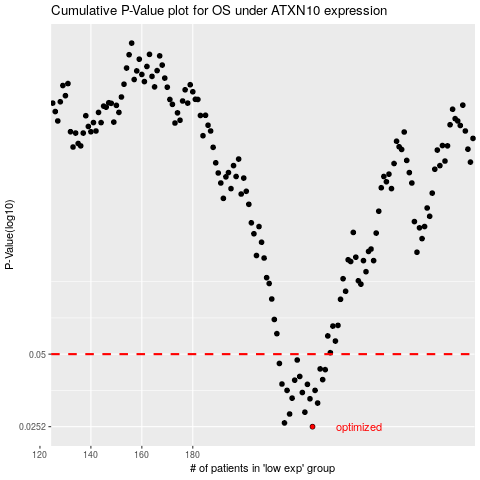 Cumulative P-Value plot for OS under ATXN10 expression
P-Value(log10)
0.05
0.0252
optimized
120 140 160 180
# of patients in 'low exp' group